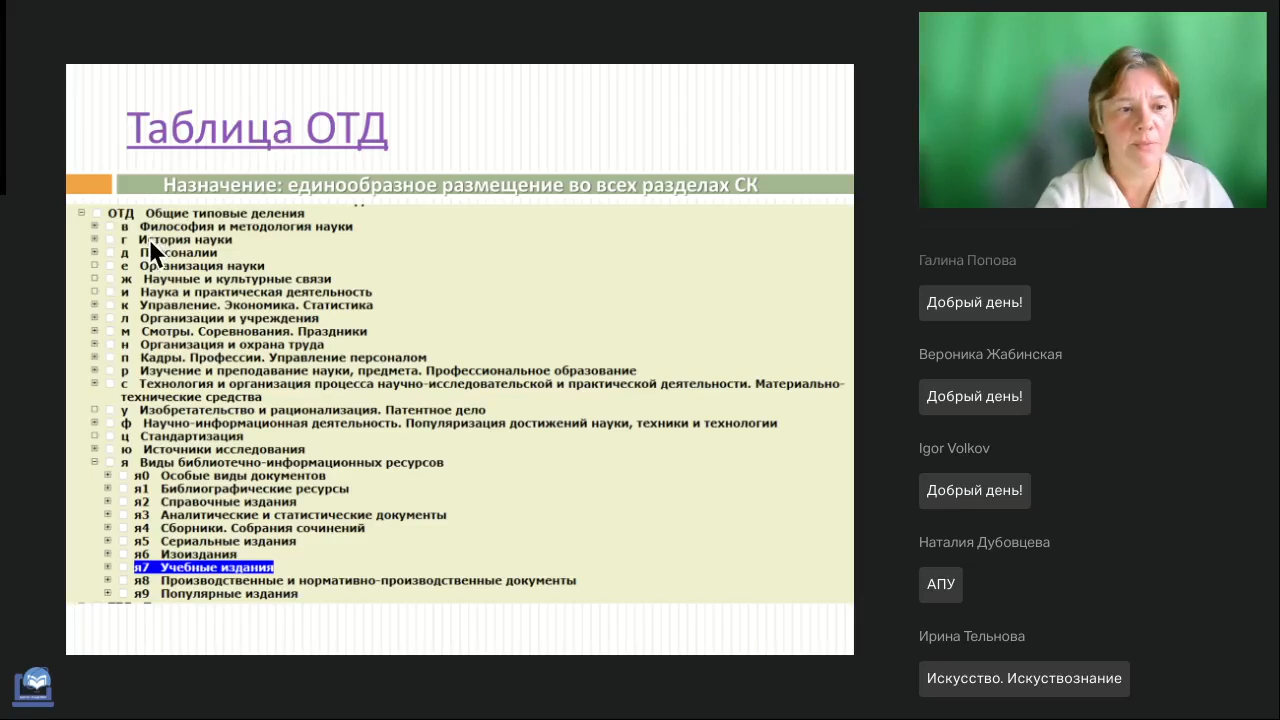 Таблица ОТД
Назначение: единообразное размещение во всех разделах СК
ОТД Общие типовые деления
в Философия и методология науки
г История науки
д Персоналии
е Организация науки
ж Научные и культурные связи
и Наука и практическая деятельность
к Управление. Экономика. Статистика
л Организации и учреждения
м Смотры. Соревнования. Праздники
н Организация и охрана труда
п Кадры. Профессии. Управление персоналом
р Изучение и преподавание науки, предмета. Профессиональное образование
с Технология и организация процесса научно-исследовательской и практической деятельности. Материально-
технические средства
у Изобретательство и рационализация. Патентное дело
ф Научно-информационная деятельность. Популяризация достижений науки, техники и технологии
ц Стандартизация
ю Источники исследования
я Виды библиотечно-информационных ресурсов
я0 Особые виды документов
я1 Библиографические ресурсы
я2 Справочные издания
я3 Аналитические и статистические документы
я4 Сборники. Собрания сочинений
я5 Сериальные издания
я6 Изоиздания
я7 Учебные издания
я8 Производственные и нормативно-производственные документы
я9 Популярные издания
Галина Попова
Добрый день!
Вероника Жабинская
Добрый день!
Igor Volkov
Добрый день!
Наталия Дубовцева
АПУ
Ирина Тельнова
Искусство. Искуствознание